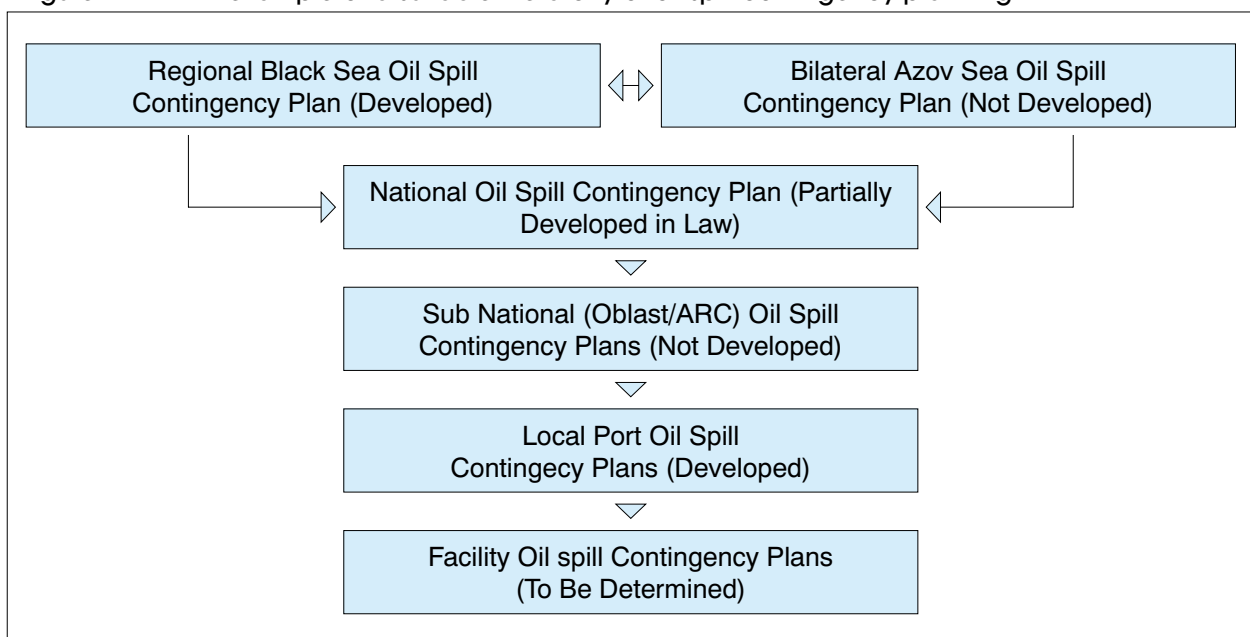 Regional Black Sea Oil Spill
Contingency Plan (Developed)
Bilateral Azov Sea Oil Spill
Contingency Plan (Not Developed)
National Oil Spill Contingency Plan (Partially
Developed in Law)
Sub National (Oblast/ARC) Oil Spill
Contingency Plans (Not Developed)
Local Port Oil Spill
Contingecy Plans (Developed)
Facility Oil spill Contingency Plans
(To Be Determined)